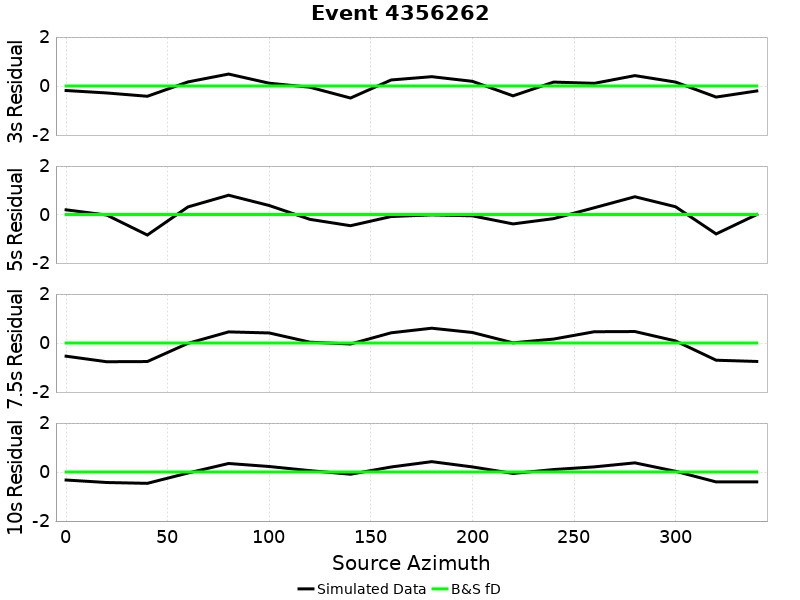 Event 4356262
3s Residual
2
0
-2
5s Residual
2
0
-2
7.5s Residual
2
0
-2
10s Residual
2
0
-2
0 50 100 150 200 250 300
Source Azimuth
Simulated Data B&S fD